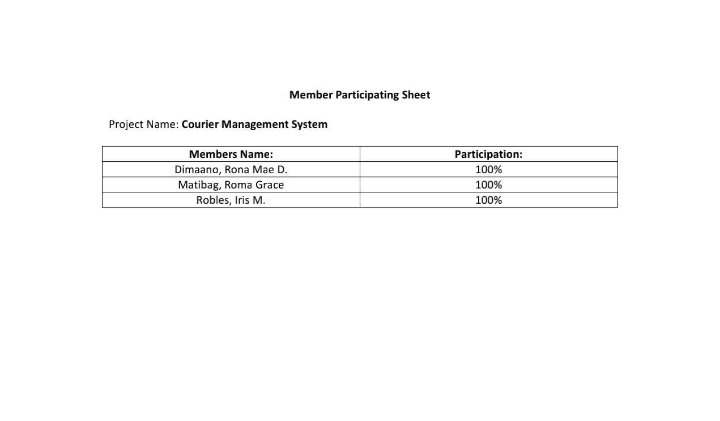 Member Participating Sheet
Project Name: Courier Management System
Members Name: Participation:
Dimaano, Rona Mae D. 100%
Matibag, Roma Grace 100%
Robles, Iris M. 100%